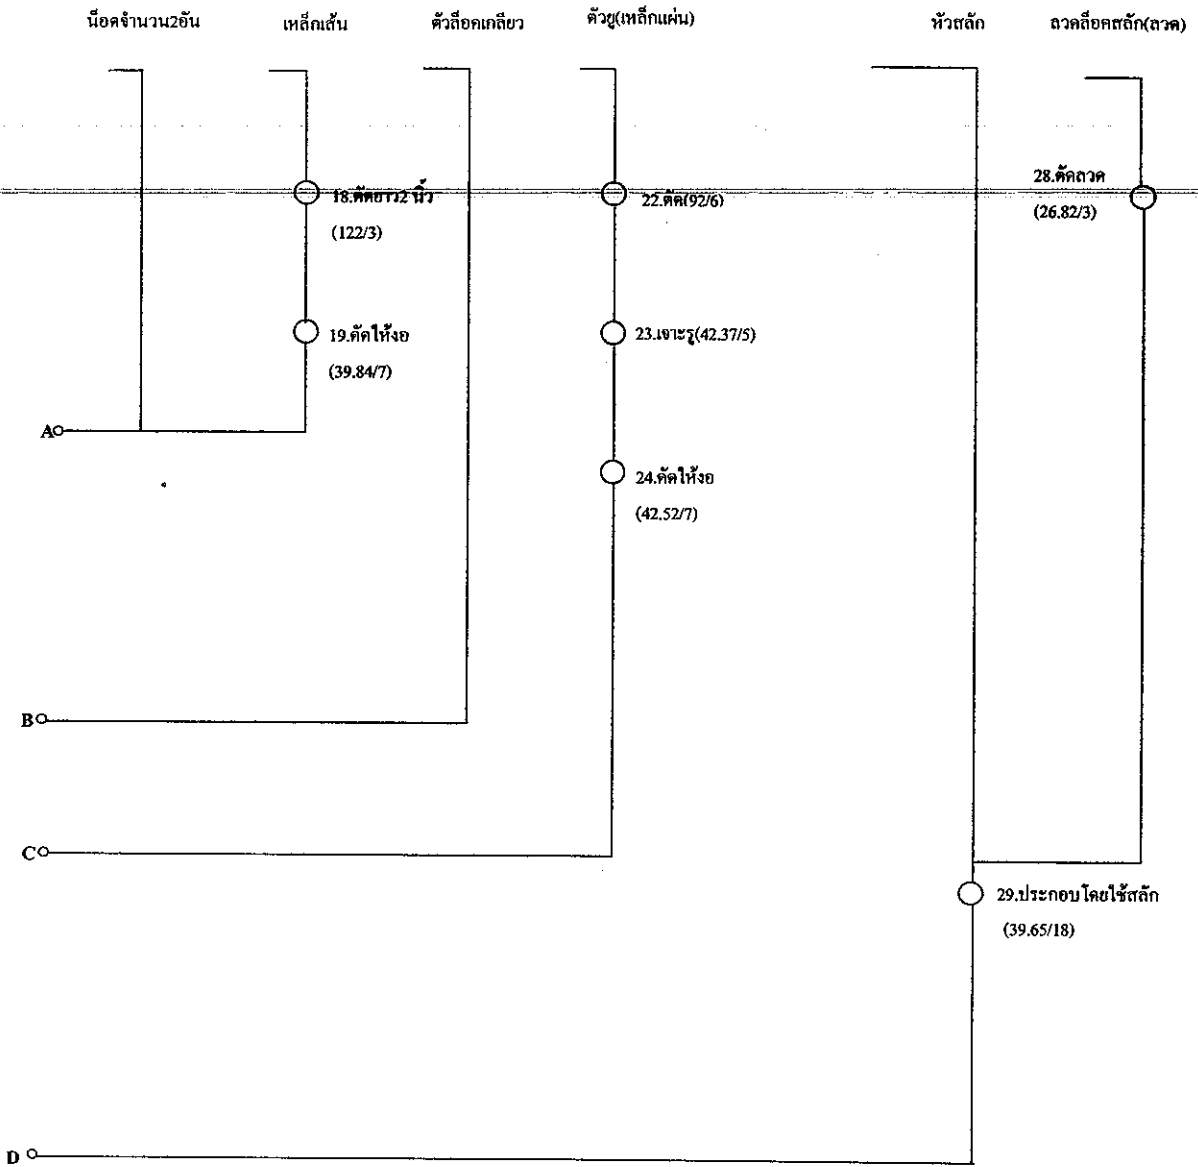 น็อตจำนวน2อัน
เหล็กเส้น
ตัวล็อคเกลียว
ตัวยู(เหล็กแผ่น)
หัวสลัก
ลวดล็อคสลัก(ลวด)
18.ตัดยาว2 นิ้ว
(122/3)
22.ตัด(92/6)
28.ตัดลวด
(26.82/3)
19.ดัดให้งอ
(39.84/7)
23.เจาะรู(42.37/5)
A
24.ดัดให้งอ
(42.52/7)
B
C
29.ประกอบโดยใช้สลัก
(39.65/18)
D